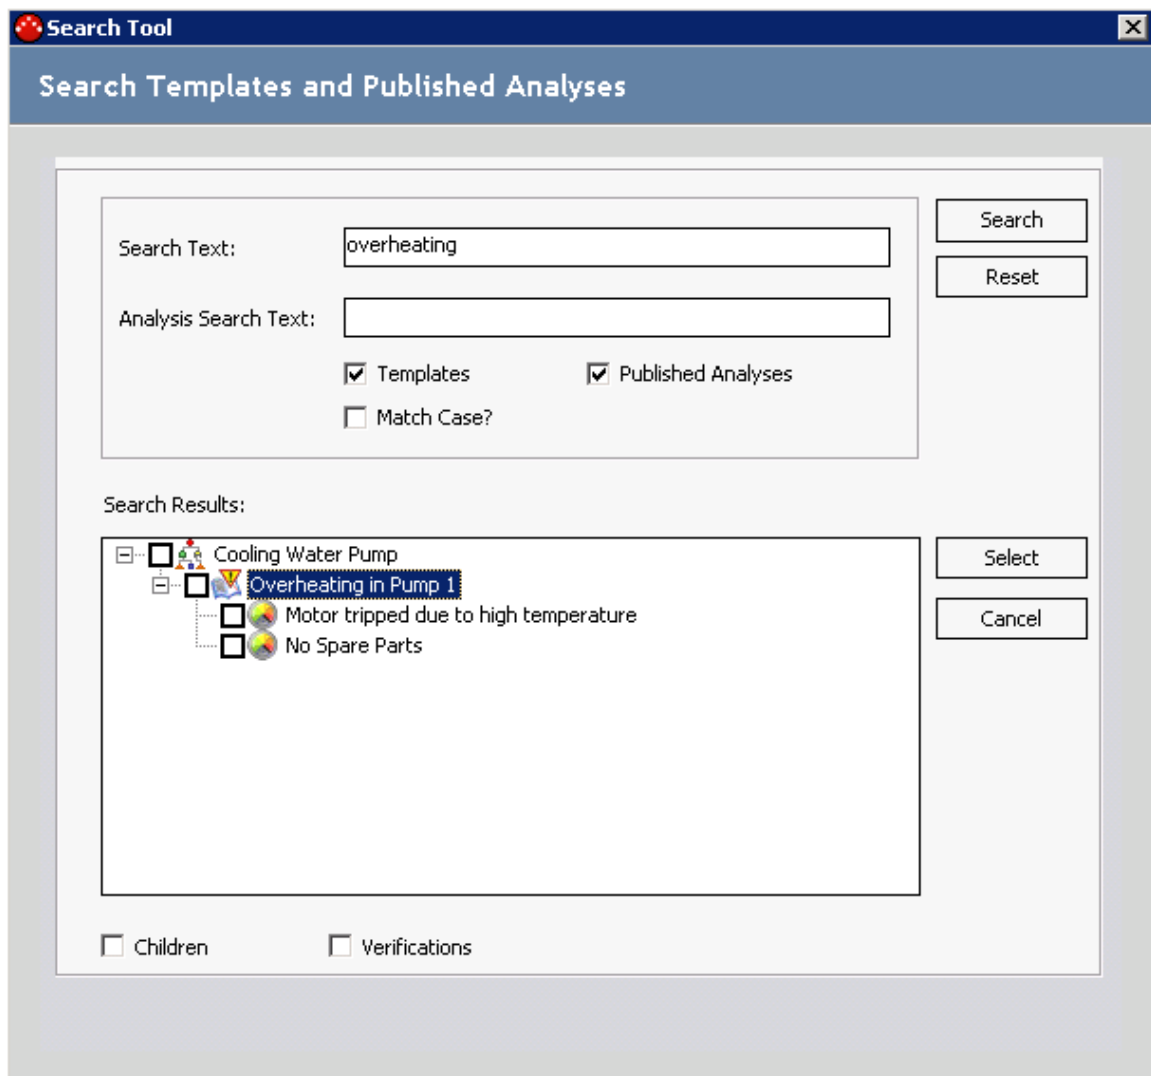 Search Tool
Search Templates and Published Analyses
Search Text: overheating
Search
Reset
Analysis Search Text:
Templates Published Analyses
Match Case?
Search Results:
Cooling Water Pump
Overheating in Pump 1
Motor tripped due to high temperature
No Spare Parts
Select
Cancel
Children Verifications